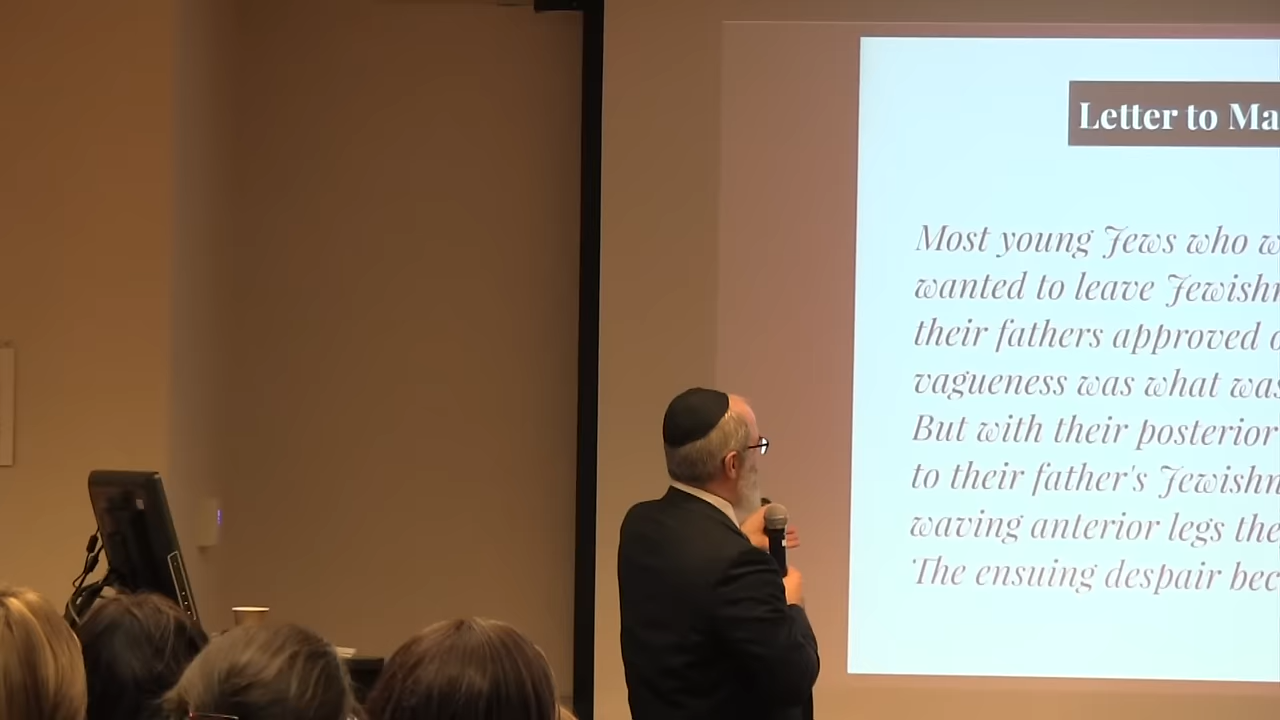 Letter to Ma
Most young Jews who w
wanted to leave Jewishn
their fathers approved o
vagueness was what was
But with their posterior
to their father's Jewishn
waving anterior legs the
The ensuing despair bec